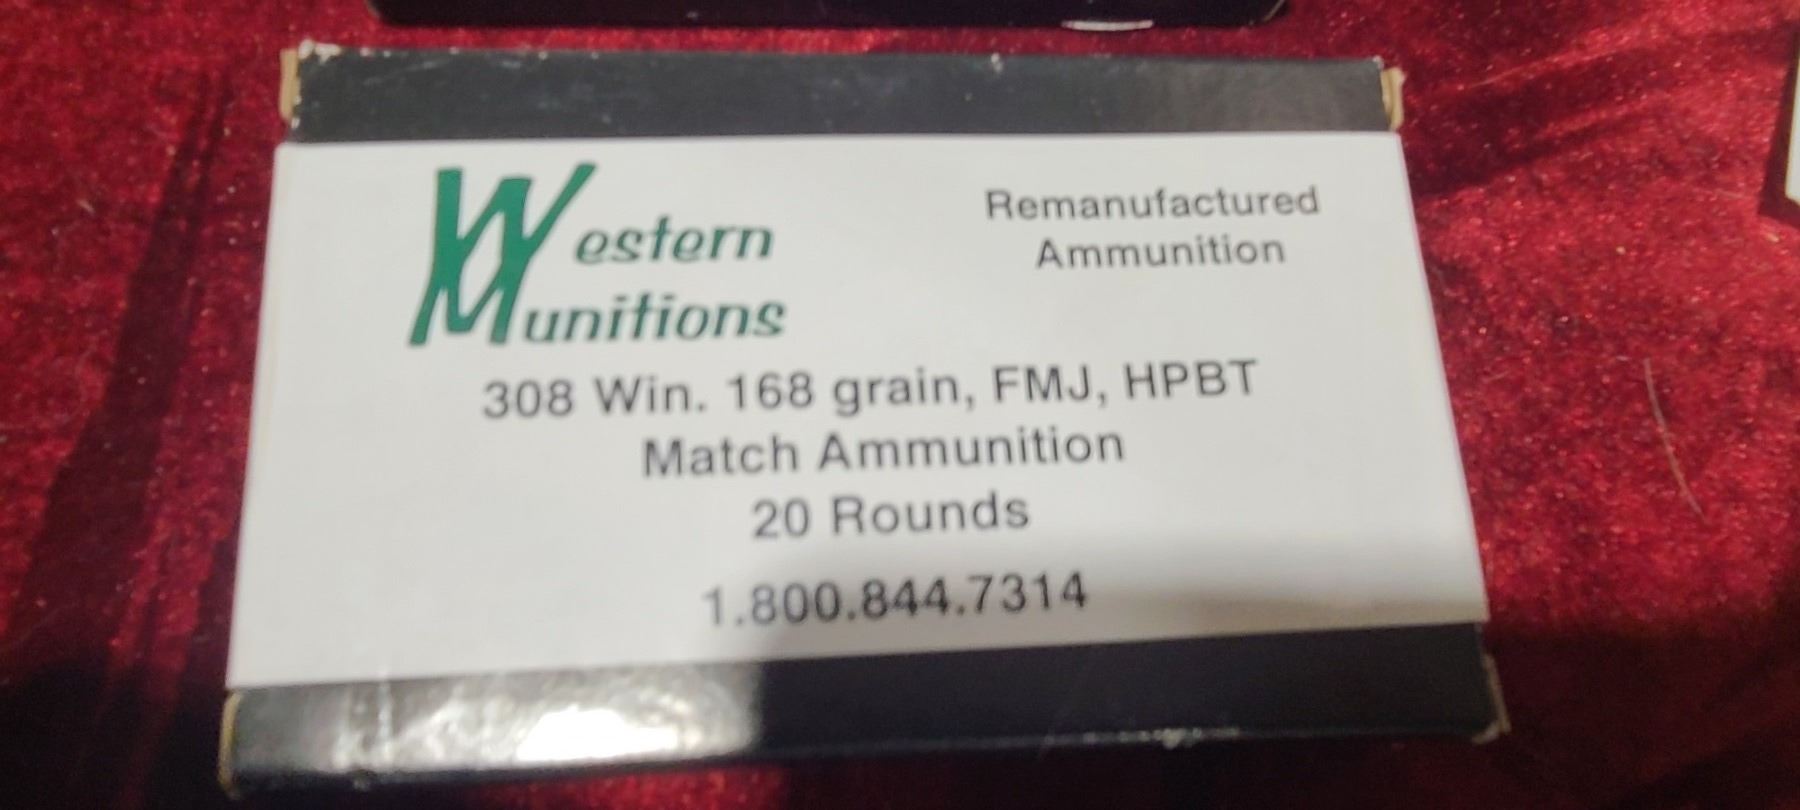 Western
Munitions
Remanufactured
Ammunition
308 Win. 168 grain, FMJ, HPBT
Match Ammunition
20 Rounds
1.800.844.7314